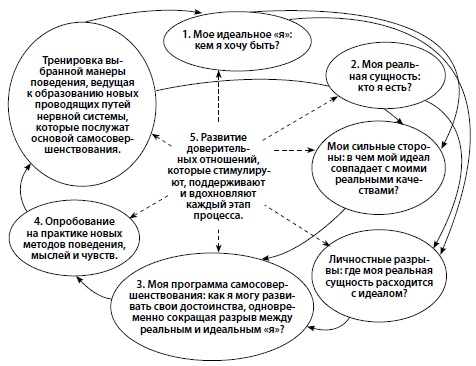 1. Мое идеальное «я»:
кем я хочу быть?
2. Моя реаль-
ная сущность:
кто я есть?
Мои сильные сторо-
ны: в чем мой идеал
совпадает с моими
реальными каче-
ствами?
Личностные разры-
вы: где моя реальная
сущность расходится
с идеалом?
3. Моя программа самосовер-
шенствования: как я могу разви-
вать свои достоинства, одновре-
менно сокращая разрыв между
реальным и идеальным «я»?
4. Опробование
на практике новых
методов поведения,
мыслей и чувств.
Тренировка вы-
бранной манеры
поведения, ведущая
к образованию новых
проводящих путей
нервной системы,
которые послужат
основой самосовер-
шенствования.
5. Развитие
доверитель-
ных отношений,
которые стимулиру-
ют, поддерживают
и вдохновляют
каждый этап
процесса.